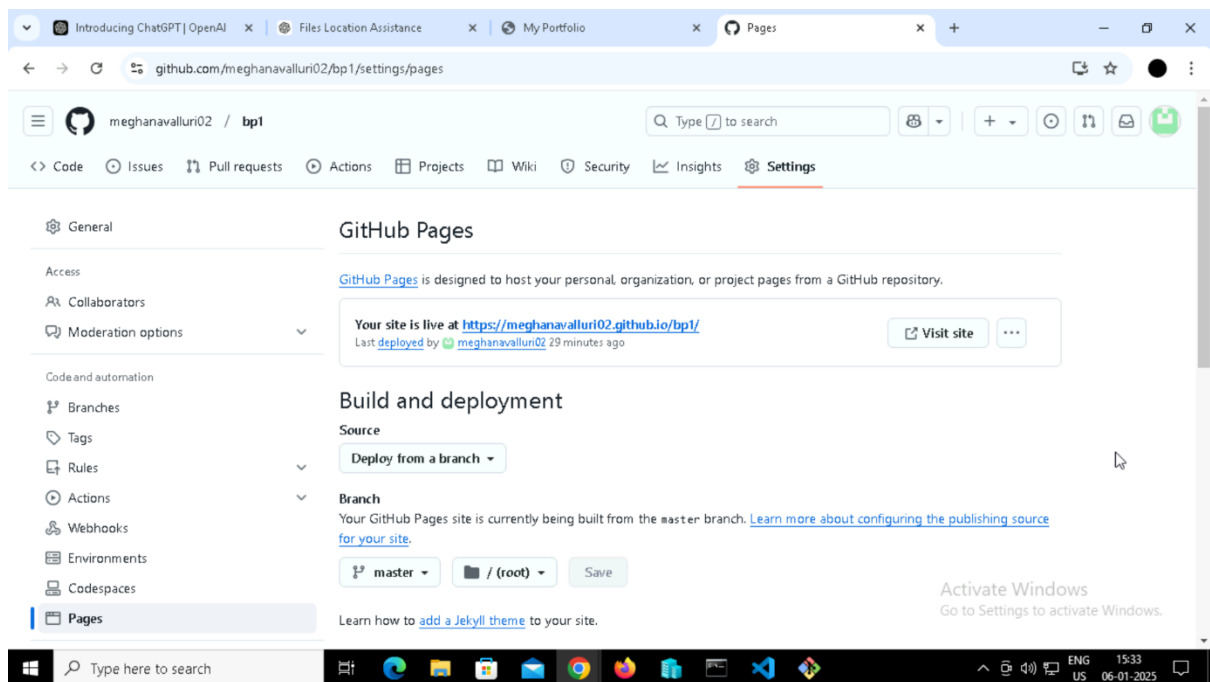 Introducing ChatGPT | OpenAI
Files Location Assistance
My Portfolio
Pages
github.com/meghanavalluri02/bp1/settings/pages
meghanavalluri02 / bp1
Type / to search
Code
Issues
Pull requests
Actions
Projects
Wiki
Security
Insights
Settings
General
Access
Collaborators
Moderation options
Code and automation
Branches
Tags
Rules
Actions
Webhooks
Environments
Codespaces
Pages
GitHub Pages
GitHub Pages is designed to host your personal, organization, or project pages from a GitHub repository.
Your site is live at https://meghanavalluri02.github.io/bp1/
Last deployed by meghanavalluri02 29 minutes ago
Visit site
Build and deployment
Source
Deploy from a branch
Branch
Your GitHub Pages site is currently being built from the master branch. Learn more about configuring the publishing source
for your site.
master
/ (root)
Save
Learn how to add a Jekyll theme to your site.
Activate Windows
Go to Settings to activate Windows.
Type here to search
ENG
US
15:33
06-01-2025